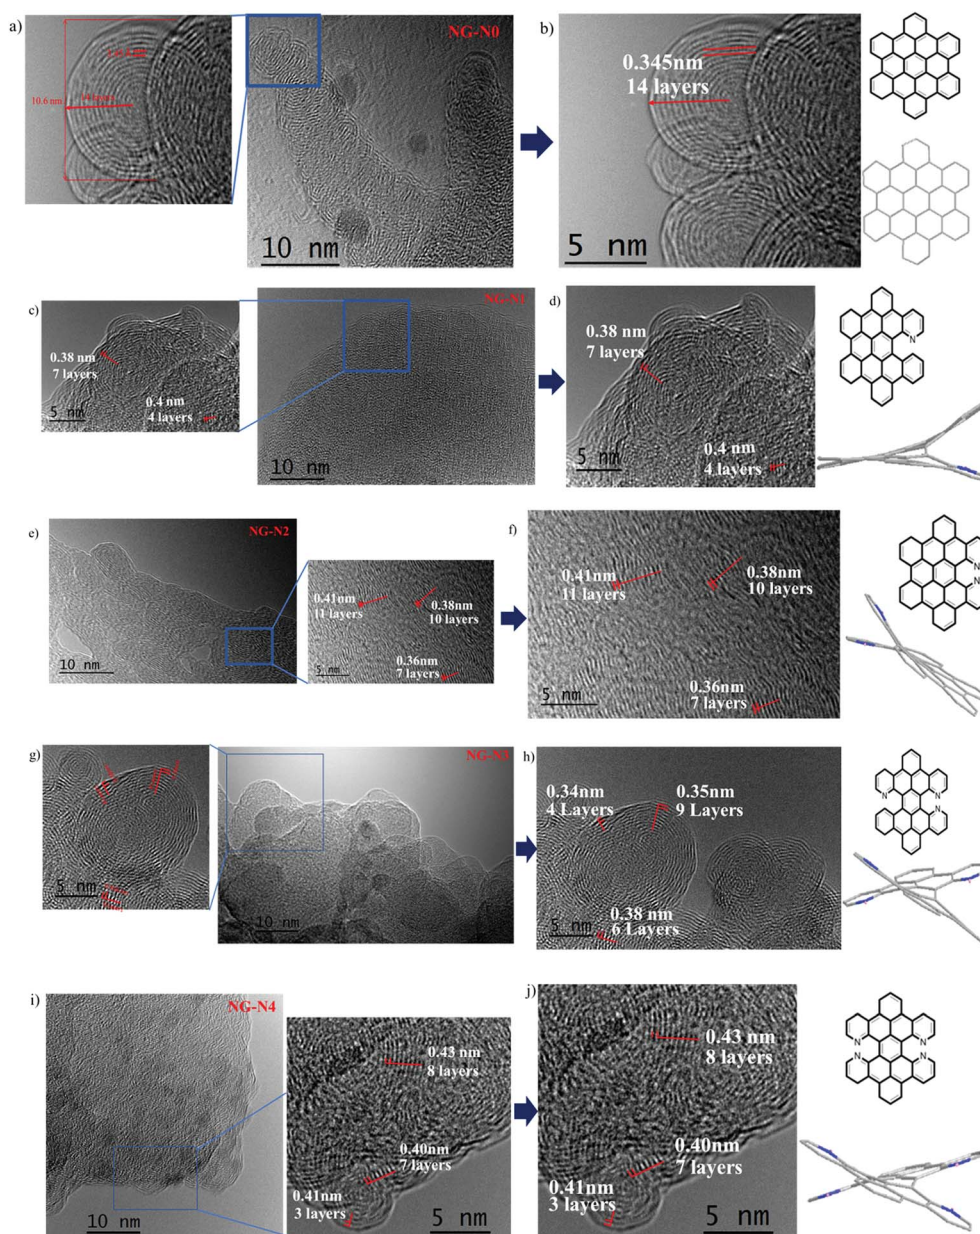 a)
10.6 nm
NG-N0
10 nm
b)
0.345nm
14 layers
5 nm
c)
0.38 nm
7 layers
0.4 nm
4 layers
5 nm
NG-N1
10 nm
d)
0.38 nm
7 layers
0.4 nm
4 layers
5 nm
N
e)
NG-N2
10 nm
0.41nm
11 layers
0.38nm
10 layers
0.36nm
7 layers
5 nm
f)
0.41nm
11 layers
0.38nm
10 layers
0.36nm
7 layers
5 nm
N
N
g)
5 nm
NG-N3
10 nm
h)
0.34nm
4 Layers
0.35nm
9 Layers
0.38 nm
6 Layers
5 nm
N
N
N
i)
NG-N4
10 nm
0.43 nm
8 layers
0.40nm
7 layers
0.41nm
3 layers
5 nm
j)
0.43 nm
8 layers
0.40nm
7 layers
0.41nm
3 layers
5 nm
N N
N N